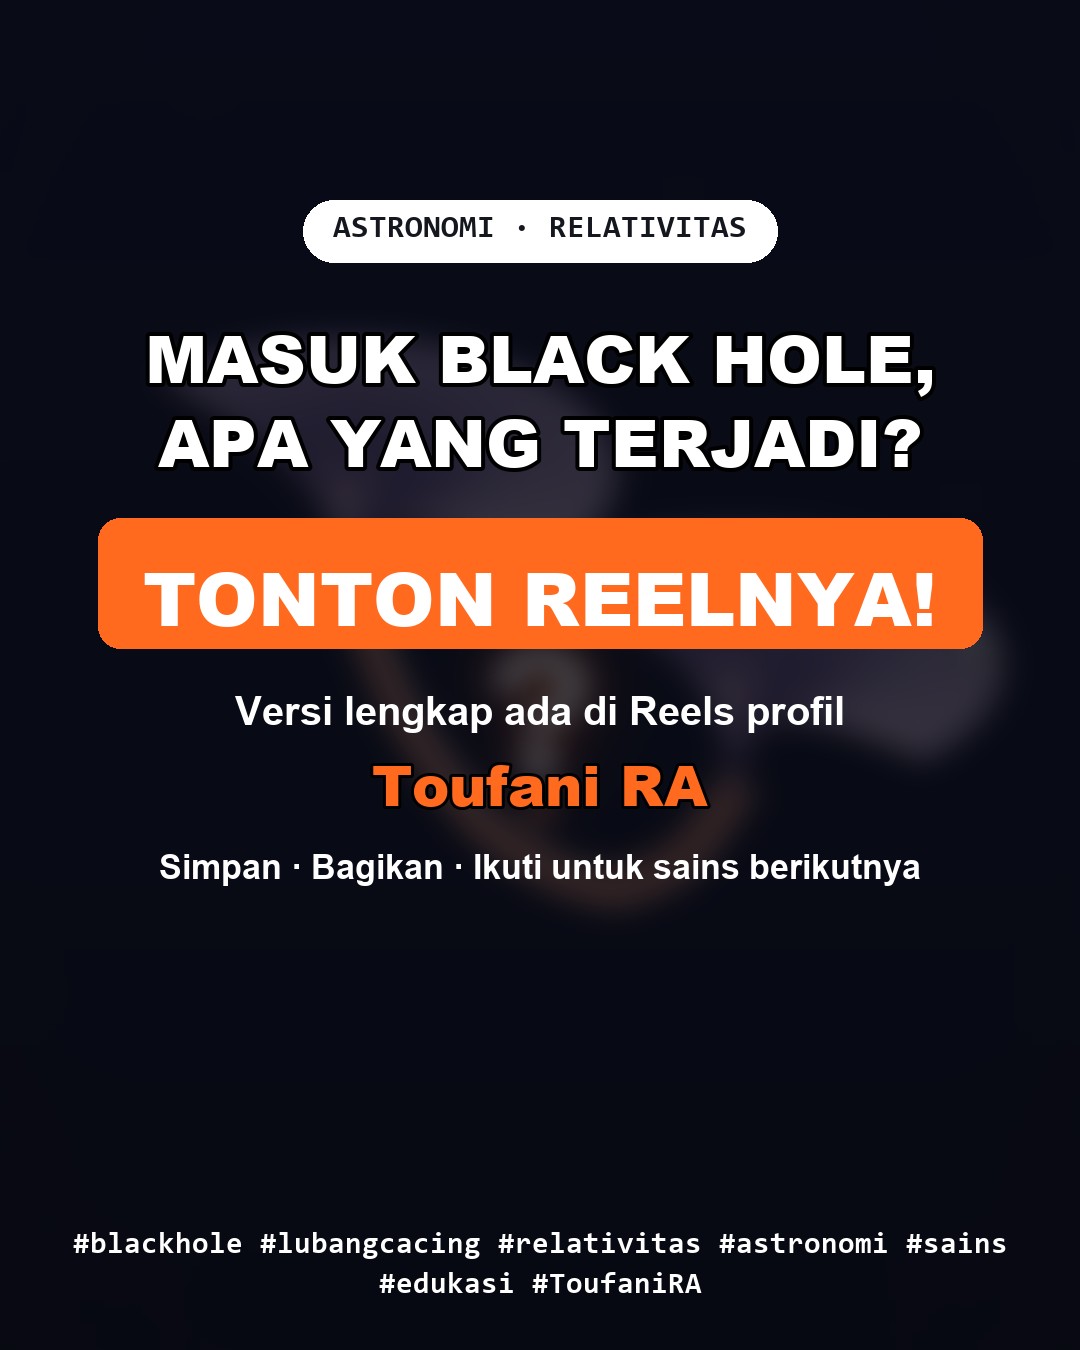 ASTRONOMI · RELATIVITAS
MASUK BLACK HOLE,
APA YANG TERJADI?
TONTON REELNYA!
Versi lengkap ada di Reels profil
Toufani RA
Simpan · Bagikan · Ikuti untuk sains berikutnya
#blackhole #lubangcacing #relativitas #astronomi #sains
#edukasi #ToufaniRA